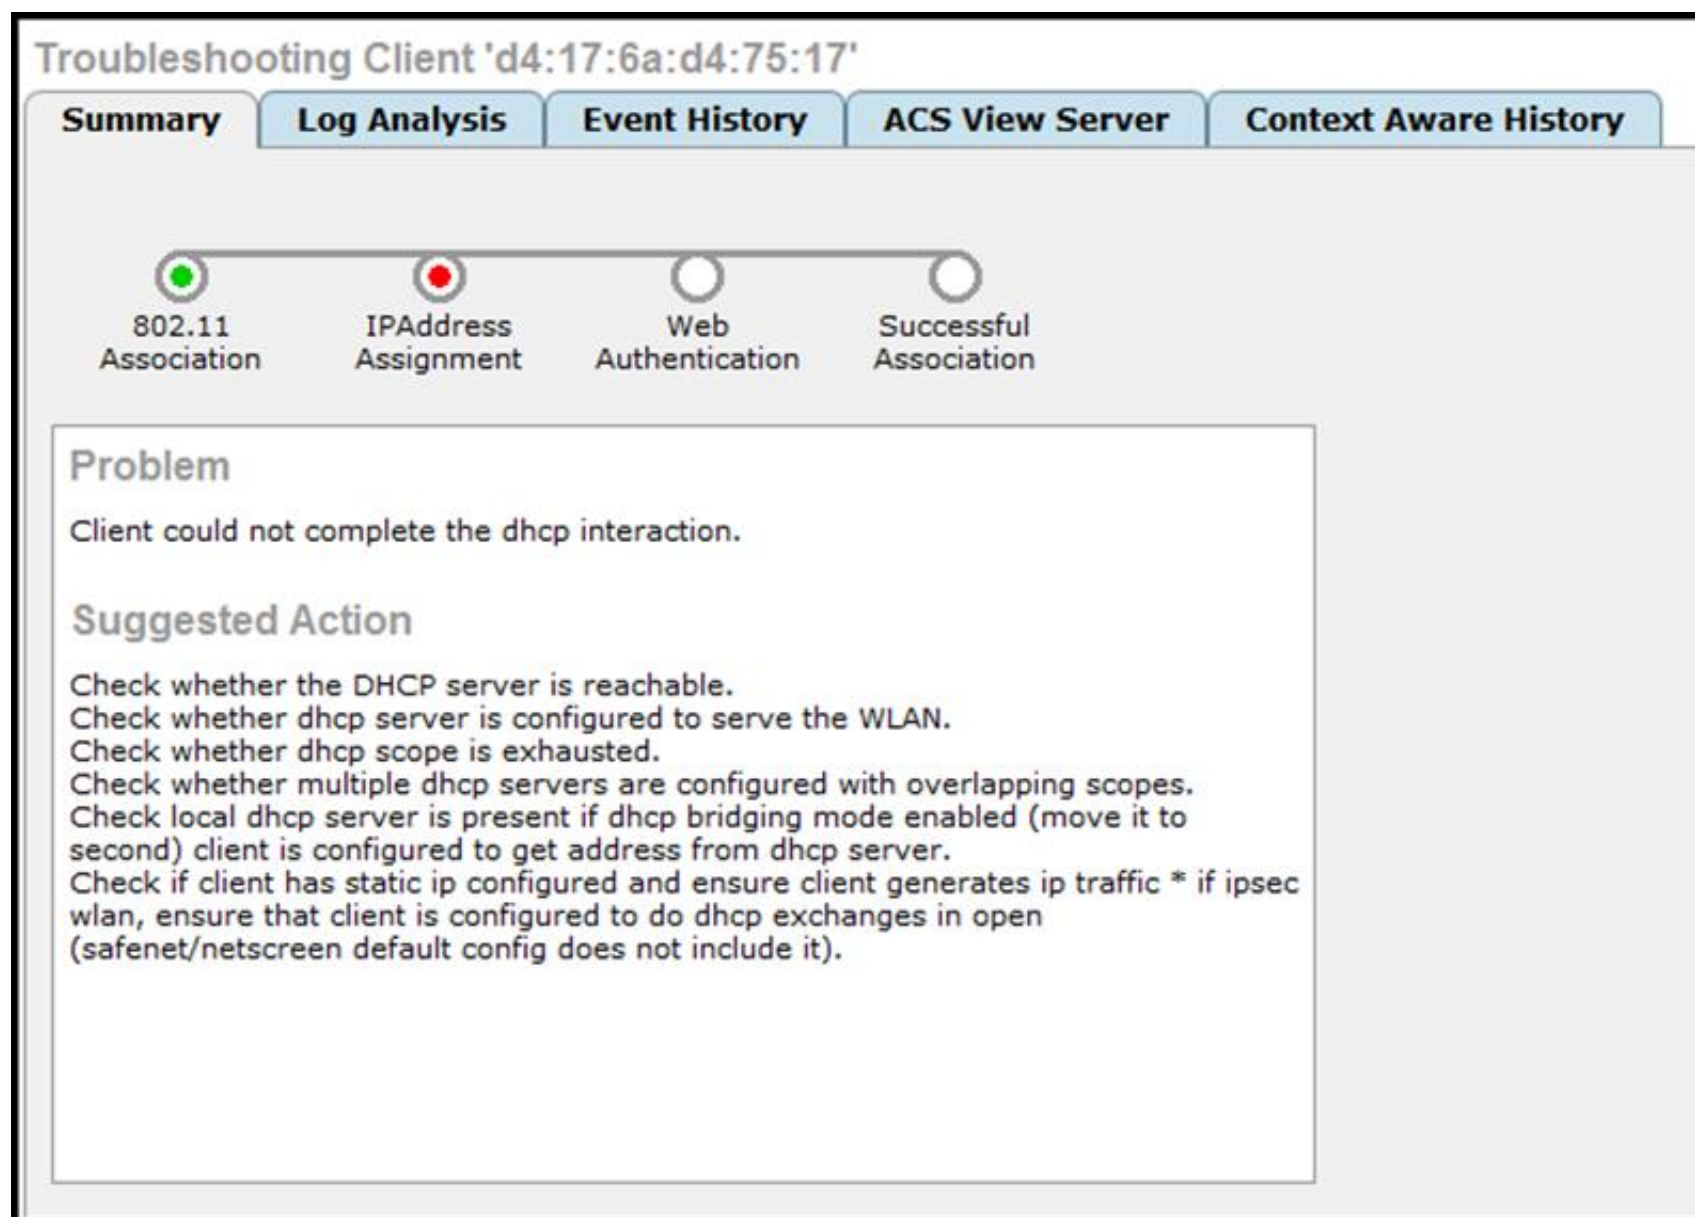 Troubleshooting Client 'd4:17:6a:d4:75:17'
Summary Log Analysis Event History ACS View Server Context Aware History
802.11 IPAddress Web Successful
Association Assignment Authentication Association
Problem
Client could not complete the dhcp interaction.
Suggested Action
Check whether the DHCP server is reachable.
Check whether dhcp server is configured to serve the WLAN.
Check whether dhcp scope is exhausted.
Check whether multiple dhcp servers are configured with overlapping scopes.
Check local dhcp server is present if dhcp bridging mode enabled (move it to
second) client is configured to get address from dhcp server.
Check if client has static ip configured and ensure client generates ip traffic * if ipsec
wlan, ensure that client is configured to do dhcp exchanges in open
(safenet/netscreen default config does not include it).